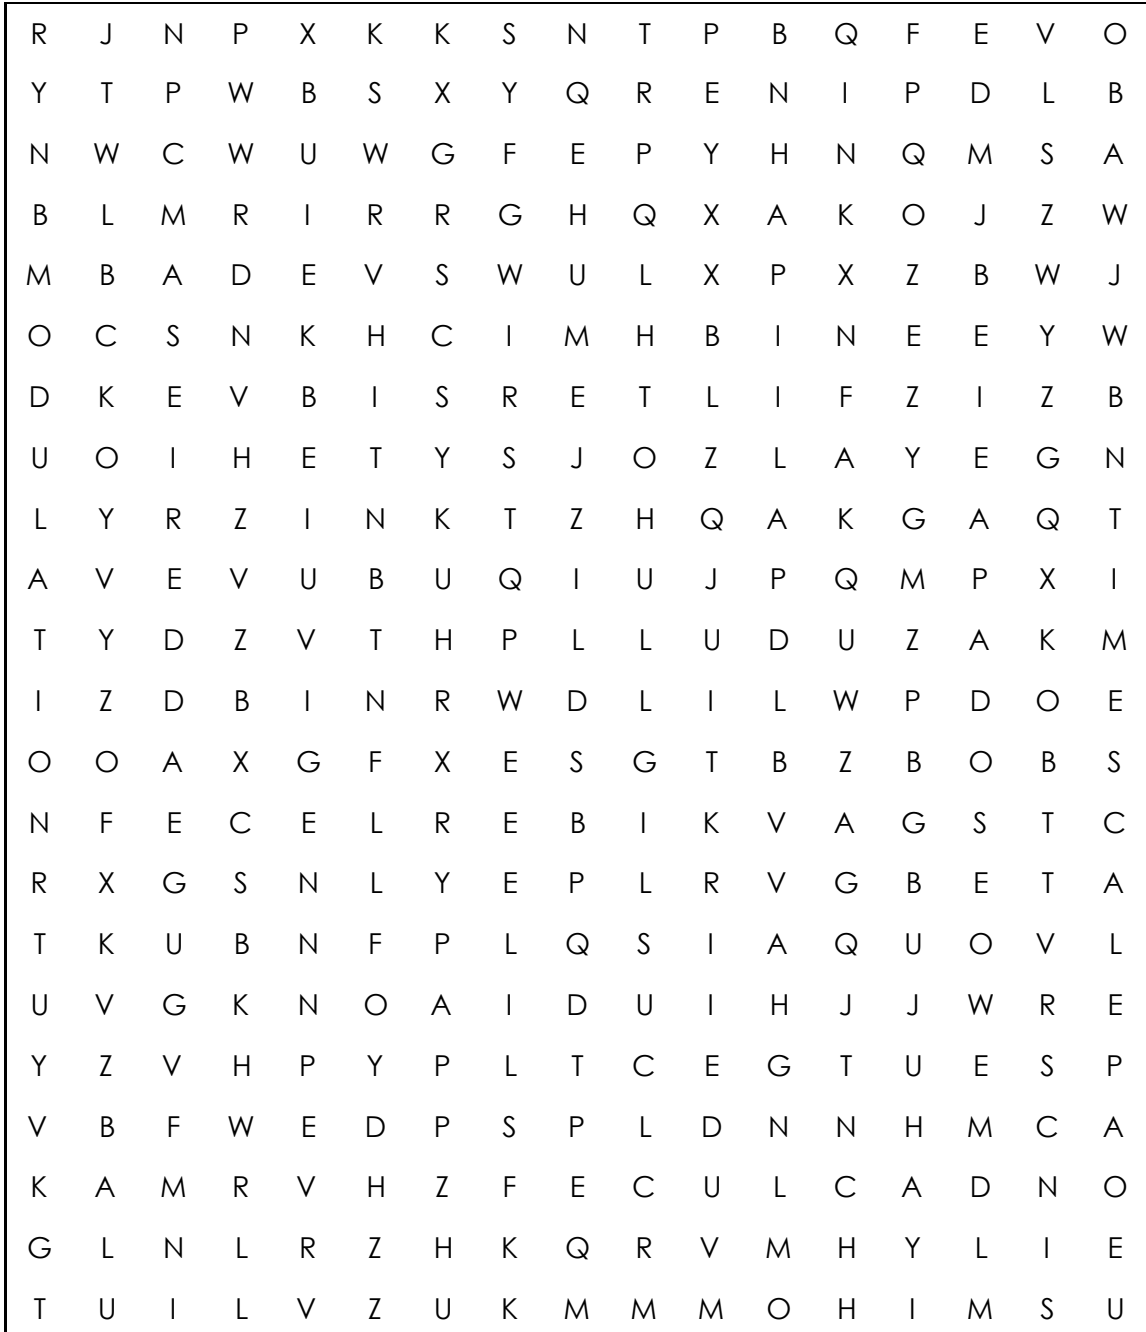 R J N P X K K S N T P B Q F E V O
Y T P W B S X Y Q R E N I P D L B
N W C W U W G F E P Y H N Q M S A
B L M R I R R G H Q X A K O J Z W
M B A D E V S W U L X P X Z B W J
O C S N K H C I M H B I N E E Y W
D K E V B I S R E T L I F Z I Z B
U O I H E T Y S J O Z L A Y E G N
L Y R Z I N K T Z H Q A K G A Q T
A V E V U B U Q I U J P Q M P X I
T Y D Z V T H P L L U D U Z A K M
I Z D B I N R W D L I L W P D O E
O O A X G F X E S G T B Z B O B S
N F E C E L R E B I K V A G S T C
R X G S N L Y E P L R V G B E T A
T K U B N F P L Q S I A Q U O V L
U V G K N O A I D U I H J J W R E
Y Z V H P Y P L T C E G T U E S P
V B F W E D P S P L D N N H M C A
K A M R V H Z F E C U L C A D N O
G L N L R Z H K Q R V M H Y L I E
T U I L V Z U K M M M O H I M S U